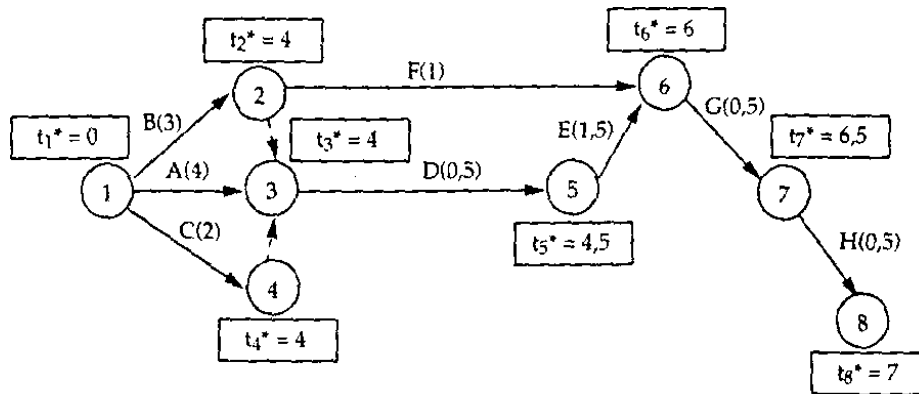 t₂* = 4
t₆* = 6
F(1)
2
6
B(3)
G(0,5)
t₁* = 0
t₃* = 4
E(1,5)
t₇* = 6,5
A(4)
D(0,5)
1
3
5
7
C(2)
t₅* = 4,5
H(0,5)
4
8
t₄* = 4
t₈* = 7